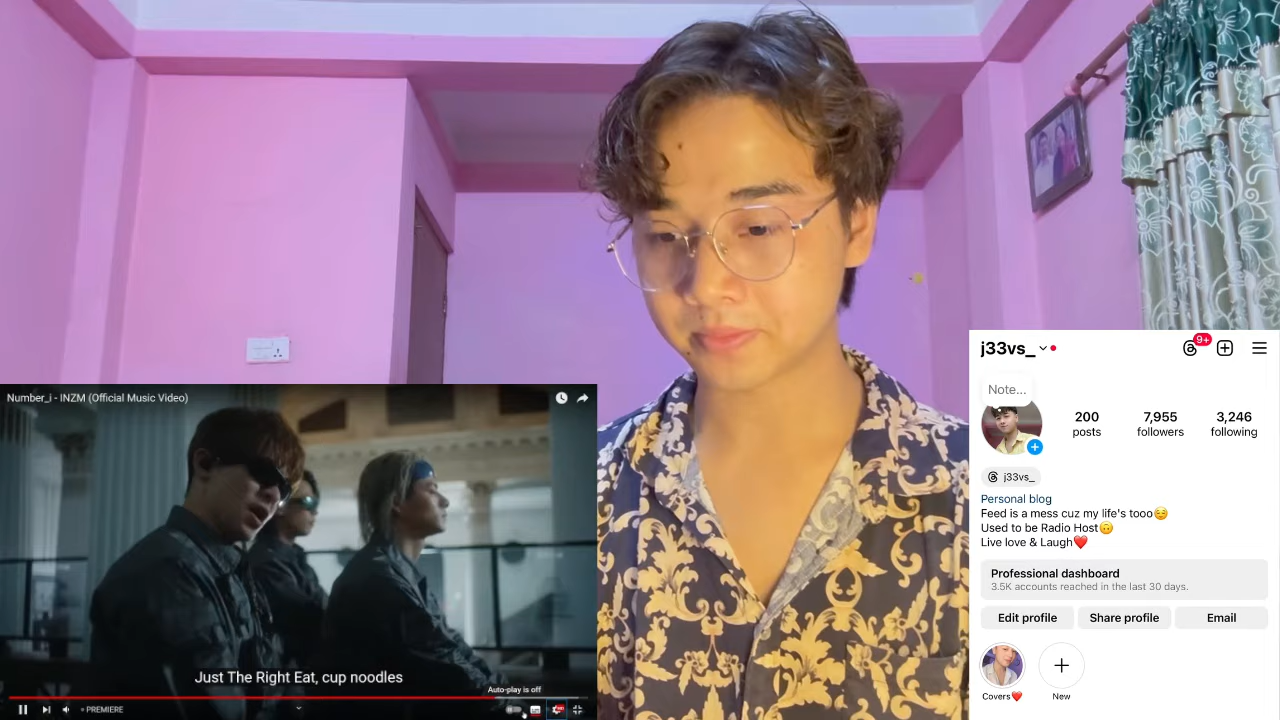 Number_i - INZM (Official Music Video)
Just The Right Eat, cup noodles
Auto-play is off
PREMIERE
j33vs_
9+
Note...
200
posts
7,955
followers
3,246
following
j33vs_
Personal blog
Feed is a mess cuz my life's tooo😌
Used to be Radio Host🙃
Live love & Laugh❤️
Professional dashboard
3.5K accounts reached in the last 30 days.
Edit profile
Share profile
Email
Covers❤️
New